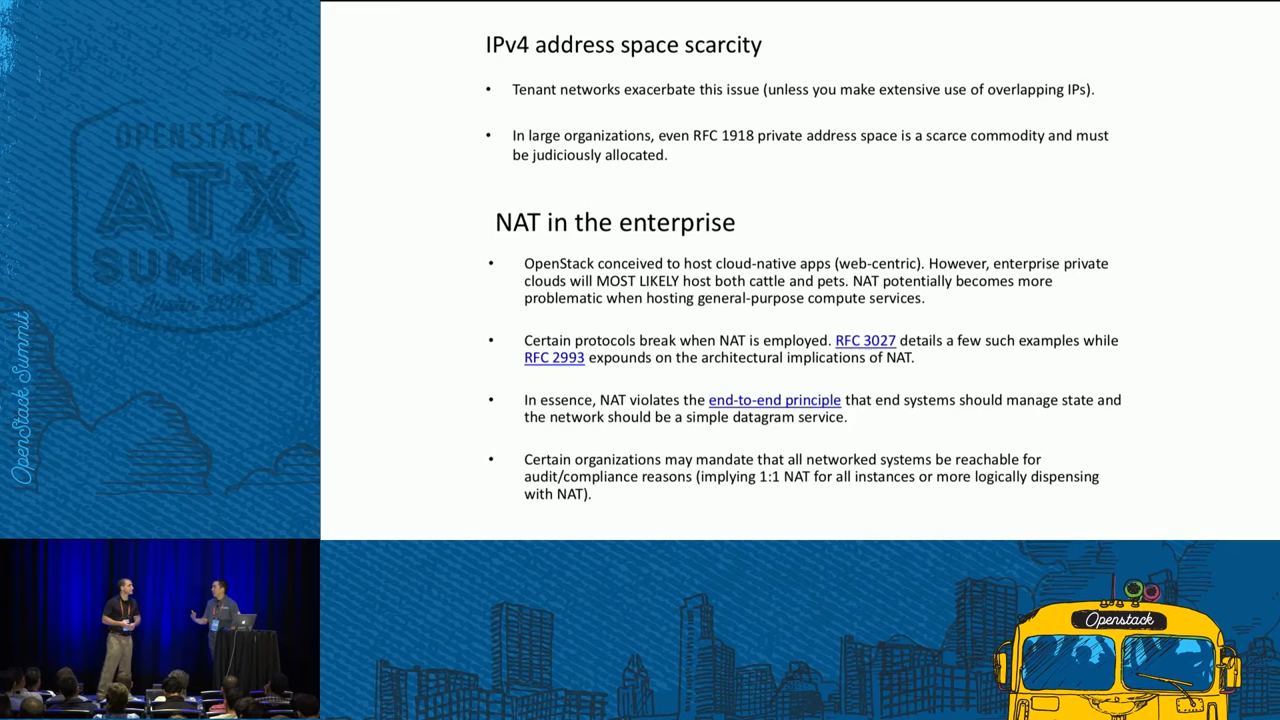 IPv4 address space scarcity
• Tenant networks exacerbate this issue (unless you make extensive use of overlapping IPs).
• In large organizations, even RFC 1918 private address space is a scarce commodity and must
be judiciously allocated.
NAT in the enterprise
• OpenStack conceived to host cloud-native apps (web-centric). However, enterprise private
clouds will MOST LIKELY host both cattle and pets. NAT potentially becomes more
problematic when hosting general-purpose compute services.
• Certain protocols break when NAT is employed. RFC 3027 details a few such examples while
RFC 2993 expounds on the architectural implications of NAT.
• In essence, NAT violates the end-to-end principle that end systems should manage state and
the network should be a simple datagram service.
• Certain organizations may mandate that all networked systems be reachable for
audit/compliance reasons (implying 1:1 NAT for all instances or more logically dispensing
with NAT).
OPENSTACK
ATX
SUMMIT
OpenStack Summit
Openstack